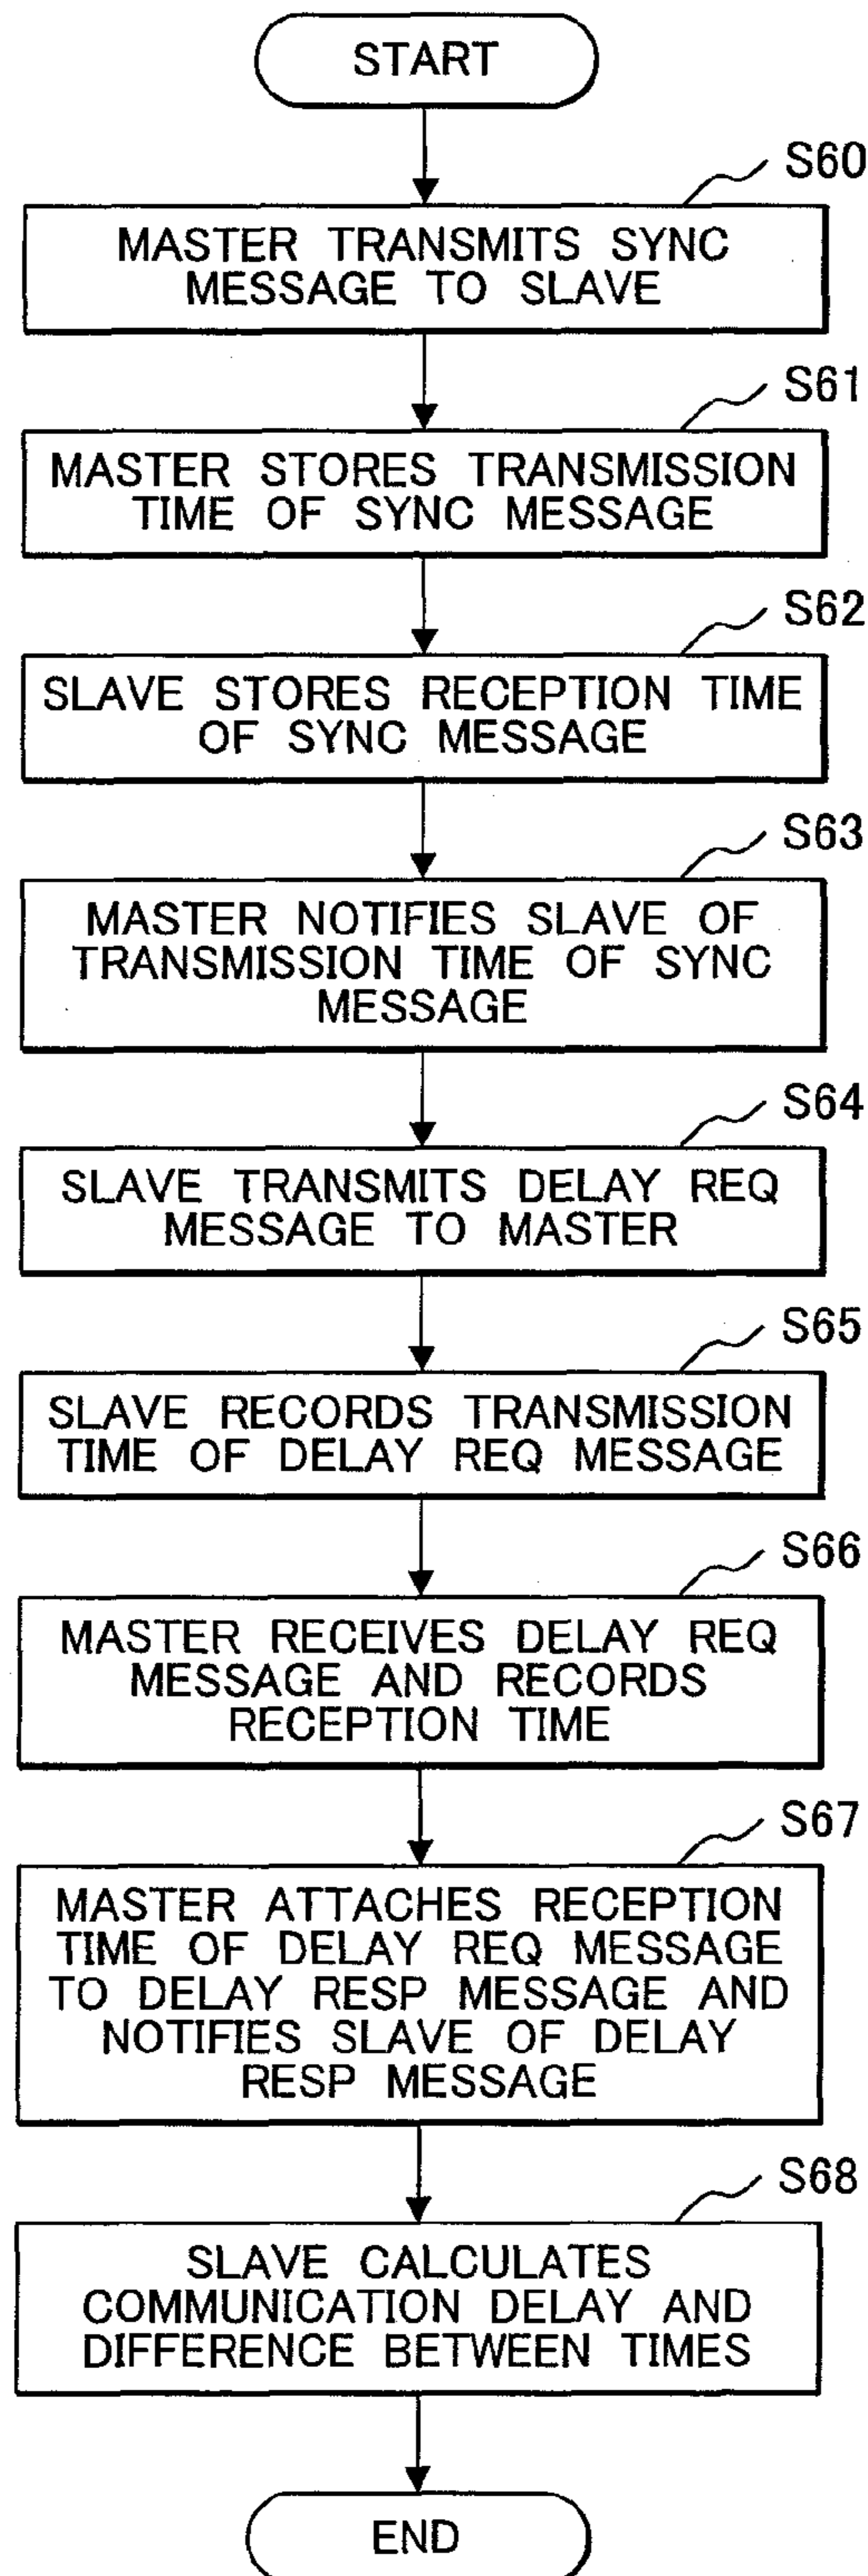 START
S60
MASTER TRANSMITS SYNC
MESSAGE TO SLAVE
S61
MASTER STORES TRANSMISSION
TIME OF SYNC MESSAGE
S62
SLAVE STORES RECEPTION TIME
OF SYNC MESSAGE
S63
MASTER NOTIFIES SLAVE OF
TRANSMISSION TIME OF SYNC
MESSAGE
S64
SLAVE TRANSMITS DELAY REQ
MESSAGE TO MASTER
S65
SLAVE RECORDS TRANSMISSION
TIME OF DELAY REQ MESSAGE
S66
MASTER RECEIVES DELAY REQ
MESSAGE AND RECORDS
RECEPTION TIME
S67
MASTER ATTACHES RECEPTION
TIME OF DELAY REQ MESSAGE
TO DELAY RESP MESSAGE AND
NOTIFIES SLAVE OF DELAY
RESP MESSAGE
S68
SLAVE CALCULATES
COMMUNICATION DELAY AND
DIFFERENCE BETWEEN TIMES
END